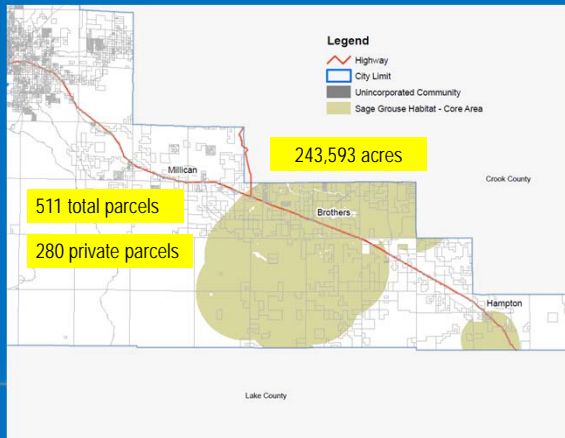 Legend
Highway
City Limit
Unincorporated Community
Sage Grouse Habitat - Core Area
243,593 acres
Millican
Crook County
511 total parcels
Brothers
280 private parcels
Hampton
Lake County